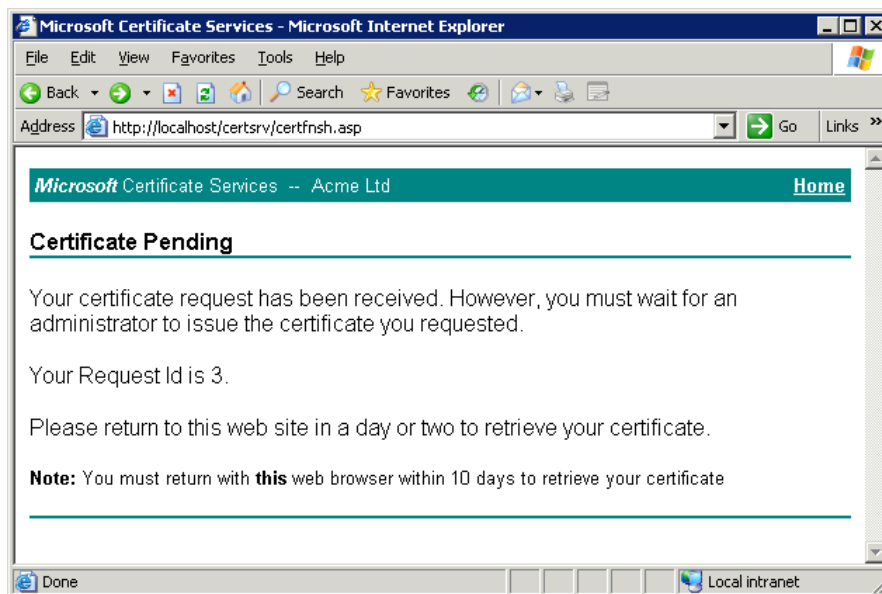 Microsoft Certificate Services - Microsoft Internet Explorer
File Edit View Favorites Tools Help
Back Search Favorites
Address http://localhost/certsrv/certfnsh.asp Go Links »
Microsoft Certificate Services -- Acme Ltd Home
Certificate Pending
Your certificate request has been received. However, you must wait for an
administrator to issue the certificate you requested.
Your Request Id is 3.
Please return to this web site in a day or two to retrieve your certificate.
Note: You must return with this web browser within 10 days to retrieve your certificate
Done Local intranet